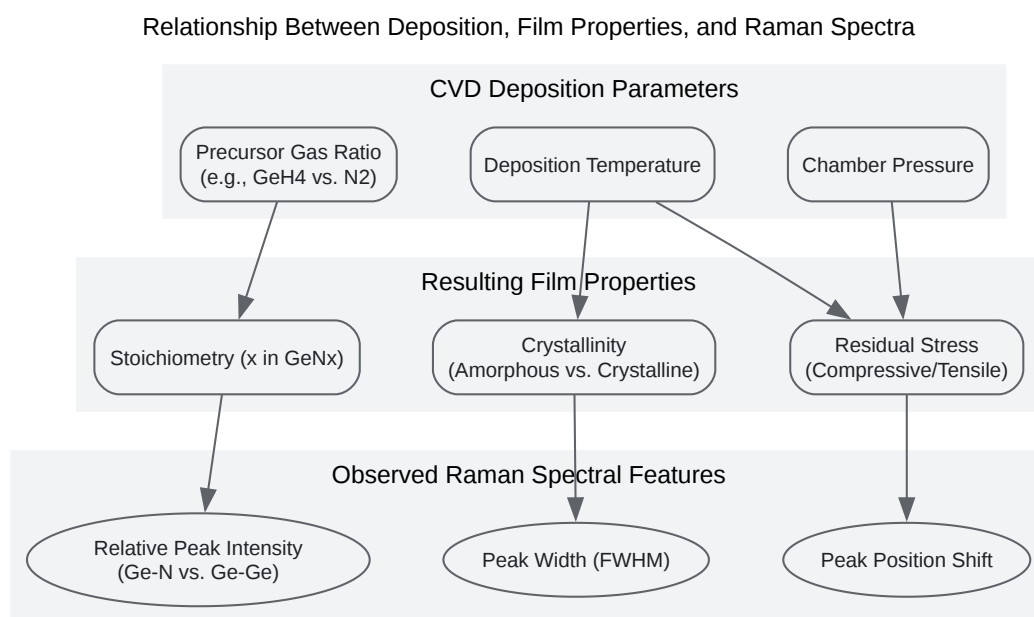 Relationship Between Deposition, Film Properties, and Raman Spectra
CVD Deposition Parameters
Precursor Gas Ratio
(e.g., GeH4 vs. N2)
Deposition Temperature
Chamber Pressure
Resulting Film Properties
Stoichiometry (x in GeNx)
Crystallinity
(Amorphous vs. Crystalline)
Residual Stress
(Compressive/Tensile)
Observed Raman Spectral Features
Relative Peak Intensity
(Ge-N vs. Ge-Ge)
Peak Width (FWHM)
Peak Position Shift